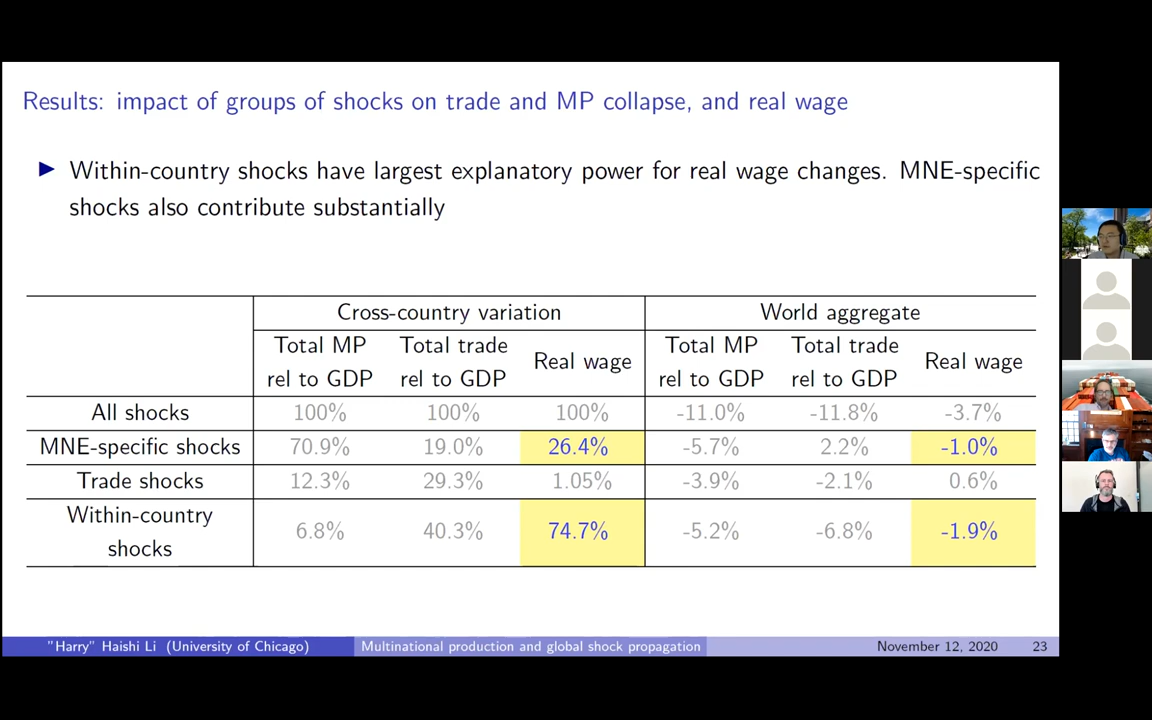 Results: impact of groups of shocks on trade and MP collapse, and real wage
Within-country shocks have largest explanatory power for real wage changes. MNE-specific
shocks also contribute substantially
Cross-country variation World aggregate
Total MP Total trade Real wage Total MP Total trade Real wage
rel to GDP rel to GDP rel to GDP rel to GDP
All shocks 100% 100% 100% -11.0% -11.8% -3.7%
MNE-specific shocks 70.9% 19.0% 26.4% -5.7% 2.2% -1.0%
Trade shocks 12.3% 29.3% 1.05% -3.9% -2.1% 0.6%
Within-country
shocks 6.8% 40.3% 74.7% -5.2% -6.8% -1.9%
"Harry" Haishi Li (University of Chicago) Multinational production and global shock propagation November 12, 2020 23